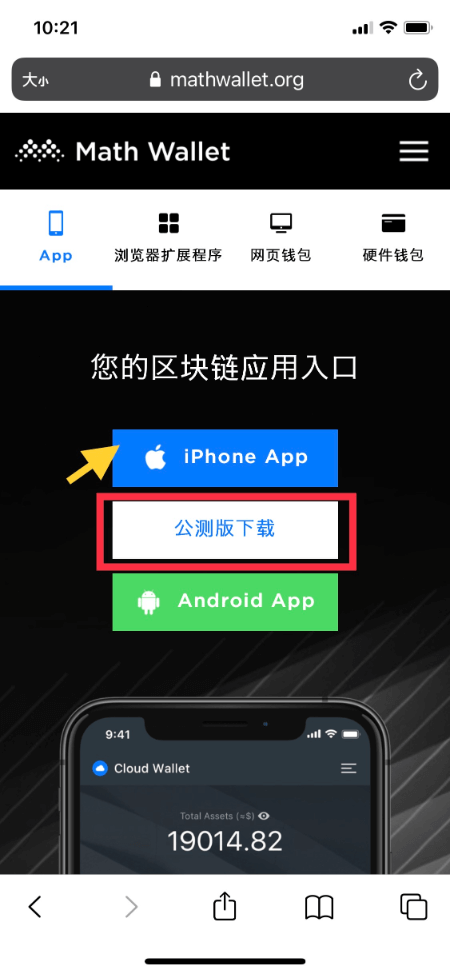 10:21
大小
mathwallet.org
Math Wallet
App
浏览器扩展程序
网页钱包
硬件钱包
您的区块链应用入口
iPhone App
公测版下载
Android App
9:41
Cloud Wallet
Total Assets (≈$)
19014.82